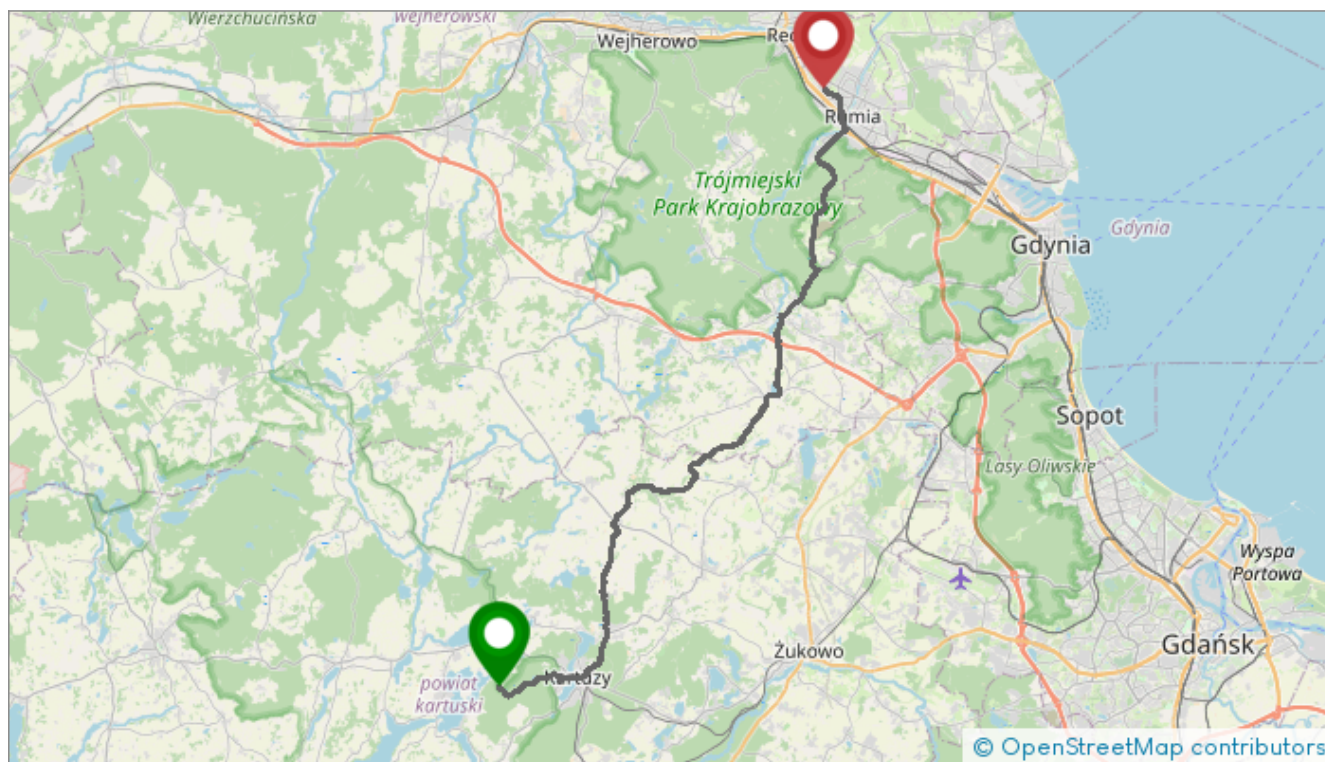 Wierzchucińska
wejherowski
Wejherowo
Red
Rumia
Trójmiejski
Park Krajobrazowy
Gdynia
Gdynia
Sopot
Lasy Oliwskie
Wyspa
Portowa
Gdańsk
Żukowo
Kartuzy
powiat
kartuski
© OpenStreetMap contributors